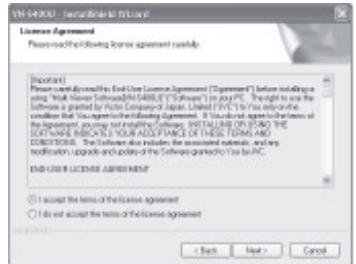 VN-S400U - InstallShield Wizard
License Agreement
Please read the following license agreement carefully.
[Important]
Please carefully read this End-User License Agreement ("Agreement") before installing or
using "Multi Viewer Software[VN-S400U]" ("Software") on your PC. The right to use the
Software is granted by Victor Company of Japan, Limited ("JVC") to You only on the
condition that You agree to the following Agreement. If You do not agree to the terms of
the Agreement, you may not install the Software. INSTALLING OR USING THE
SOFTWARE INDICATES YOUR ACCEPTANCE OF THESE TERMS AND
CONDITIONS. The Software also includes the associated materials, and any
modification, upgrade and update of the Software granted to You by JVC.
END-USER LICENSE AGREEMENT
I accept the terms of the license agreement
I do not accept the terms of the license agreement
InstallShield
< Back Next > Cancel